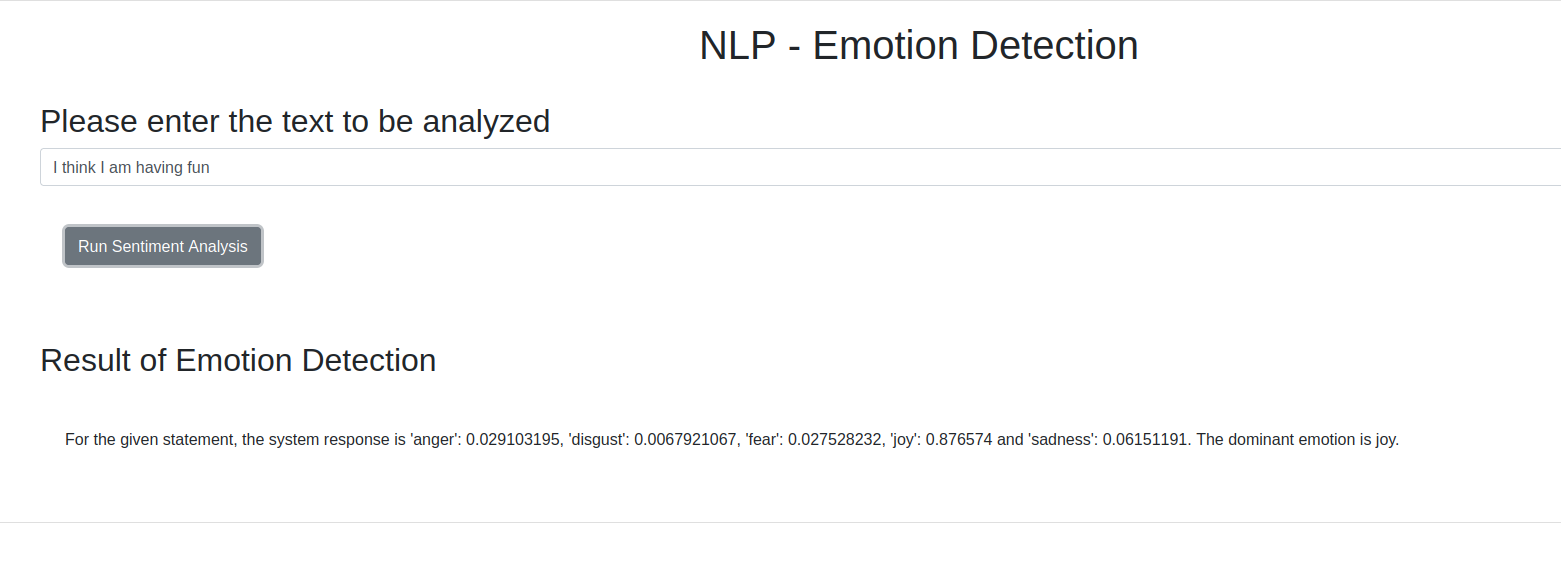 NLP - Emotion Detection
Please enter the text to be analyzed
I think I am having fun
Run Sentiment Analysis
Result of Emotion Detection
For the given statement, the system response is 'anger': 0.029103195, 'disgust': 0.0067921067, 'fear': 0.027528232, 'joy': 0.876574 and 'sadness': 0.06151191. The dominant emotion is joy.